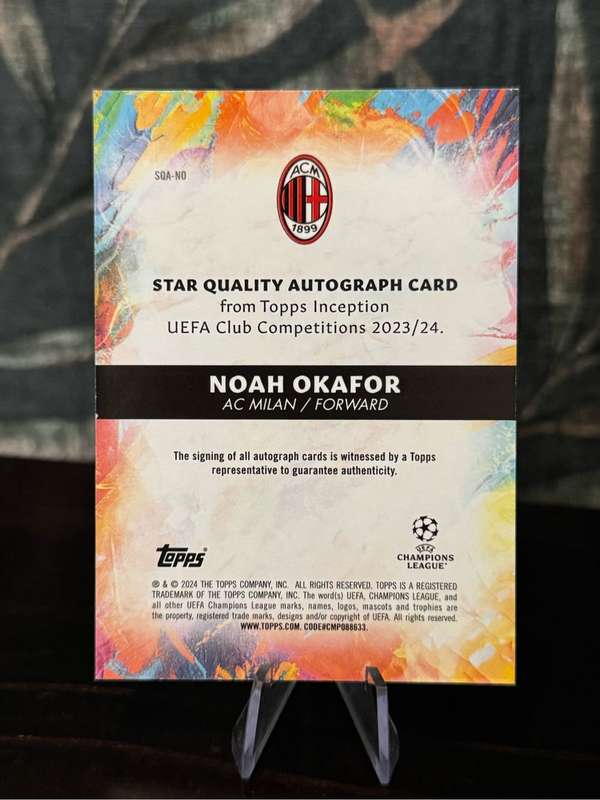 SQA-NO
ACM
1899
STAR QUALITY AUTOGRAPH CARD
from Topps Inception
UEFA Club Competitions 2023/24.
NOAH OKAFOR
AC MILAN / FORWARD
The signing of all autograph cards is witnessed by a Topps
representative to guarantee authenticity.
topps
UEFA
CHAMPIONS
LEAGUE
℗ & © 2024 THE TOPPS COMPANY, INC. ALL RIGHTS RESERVED. TOPPS IS A REGISTERED
TRADEMARK OF THE TOPPS COMPANY, INC. The word(s) UEFA, CHAMPIONS LEAGUE, and
all other UEFA Champions League marks, names, logos, mascots and trophies are
the property, registered trade marks, designs and/or copyright of UEFA. All rights reserved.
WWW.TOPPS.COM. CODE#CMP088633.